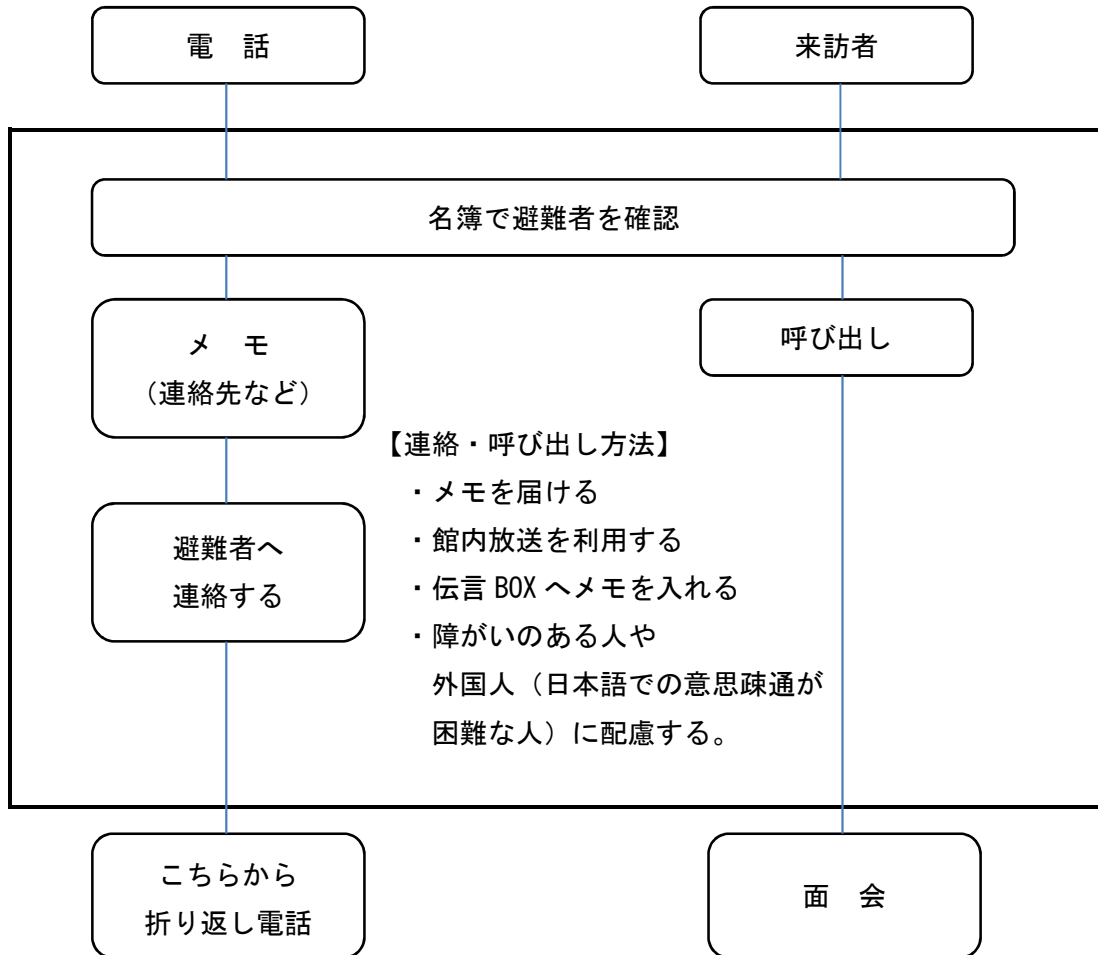 電　話
来訪者
名簿で避難者を確認
メ　モ
（連絡先など）
呼び出し
【連絡・呼び出し方法】
・メモを届ける
・館内放送を利用する
・伝言 BOX へメモを入れる
・障がいのある人や
外国人（日本語での意思疎通が
困難な人）に配慮する。
避難者へ
連絡する
こちらから
折り返し電話
面　会